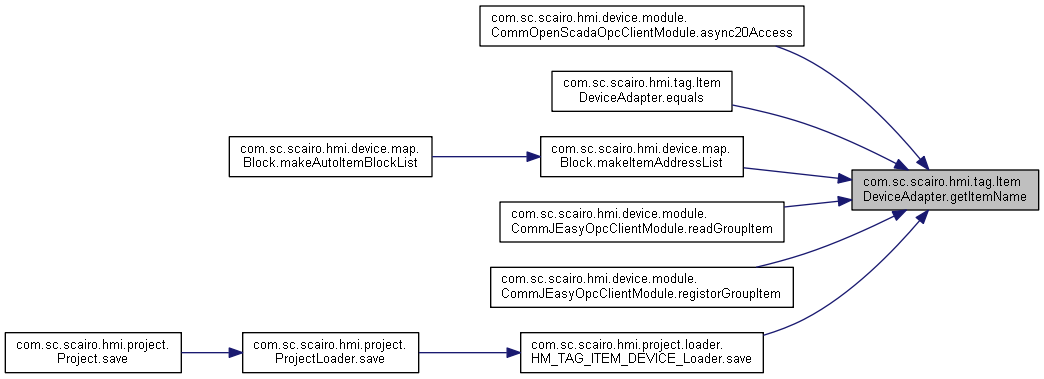 com.sc.scairo.hmi.device.module.
CommOpenScadaOpcClientModule.async20Access
com.sc.scairo.hmi.tag.Item
DeviceAdapter.equals
com.sc.scairo.hmi.device.map.
Block.makeAutoItemBlockList
com.sc.scairo.hmi.device.map.
Block.makeItemAddressList
com.sc.scairo.hmi.tag.Item
DeviceAdapter.getItemName
com.sc.scairo.hmi.device.module.
CommJEasyOpcClientModule.readGroupItem
com.sc.scairo.hmi.device.module.
CommJEasyOpcClientModule.registorGroupItem
com.sc.scairo.hmi.project.
Project.save
com.sc.scairo.hmi.project.
ProjectLoader.save
com.sc.scairo.hmi.project.loader.
HM_TAG_ITEM_DEVICE_Loader.save